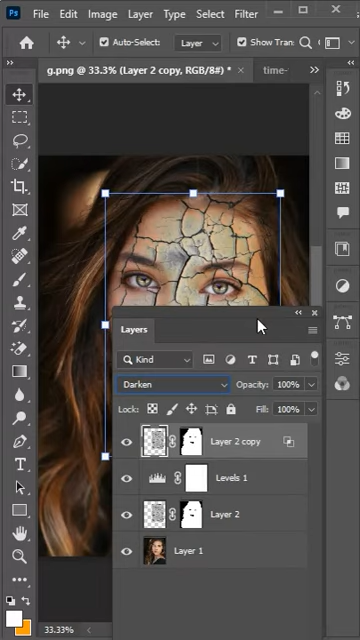 Ps File Edit Image Layer Type Select Filter
Auto-Select: Layer Show Trans
g.png @ 33.3% (Layer 2 copy, RGB/8#) * × time-
Layers
Kind
Darken Opacity: 100%
Lock: Fill: 100%
Layer 2 copy
Levels 1
Layer 2
Layer 1
33.33%